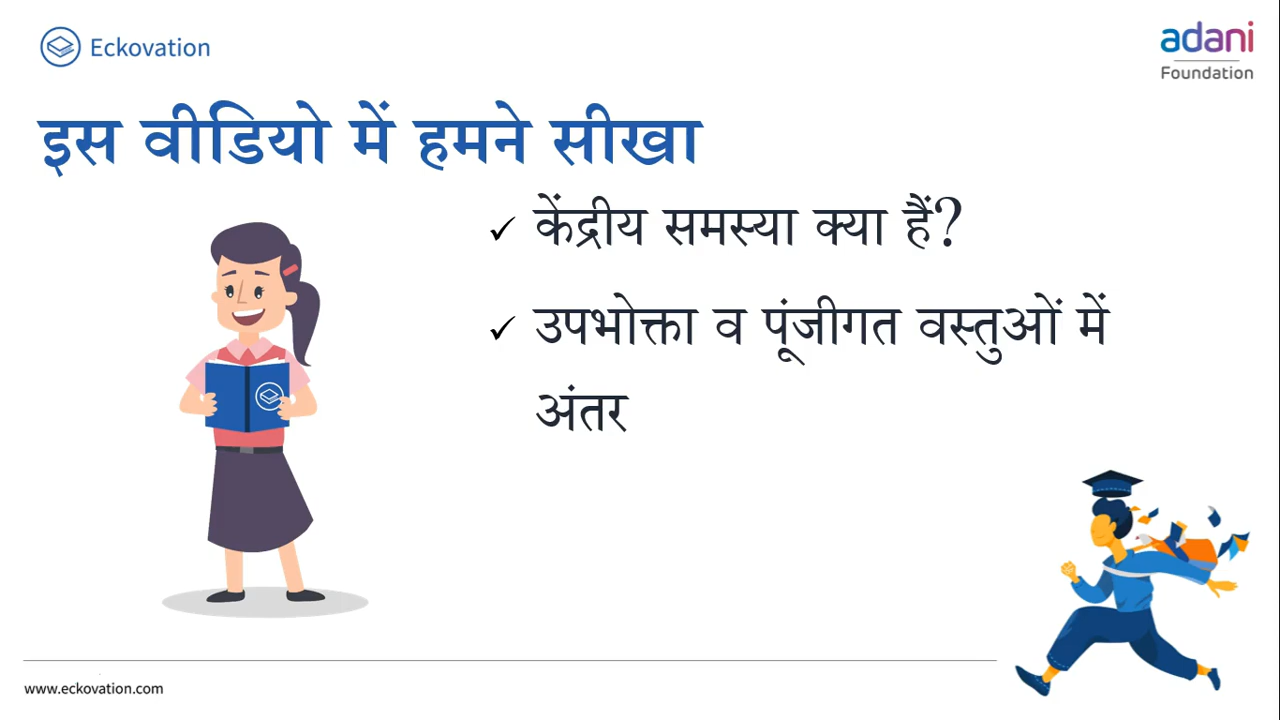 Eckovation
adani
Foundation
इस वीडियो में हमने सीखा
✓ केंद्रीय समस्या क्या हैं?
✓ उपभोक्ता व पूंजीगत वस्तुओं में
अंतर
www.eckovation.com